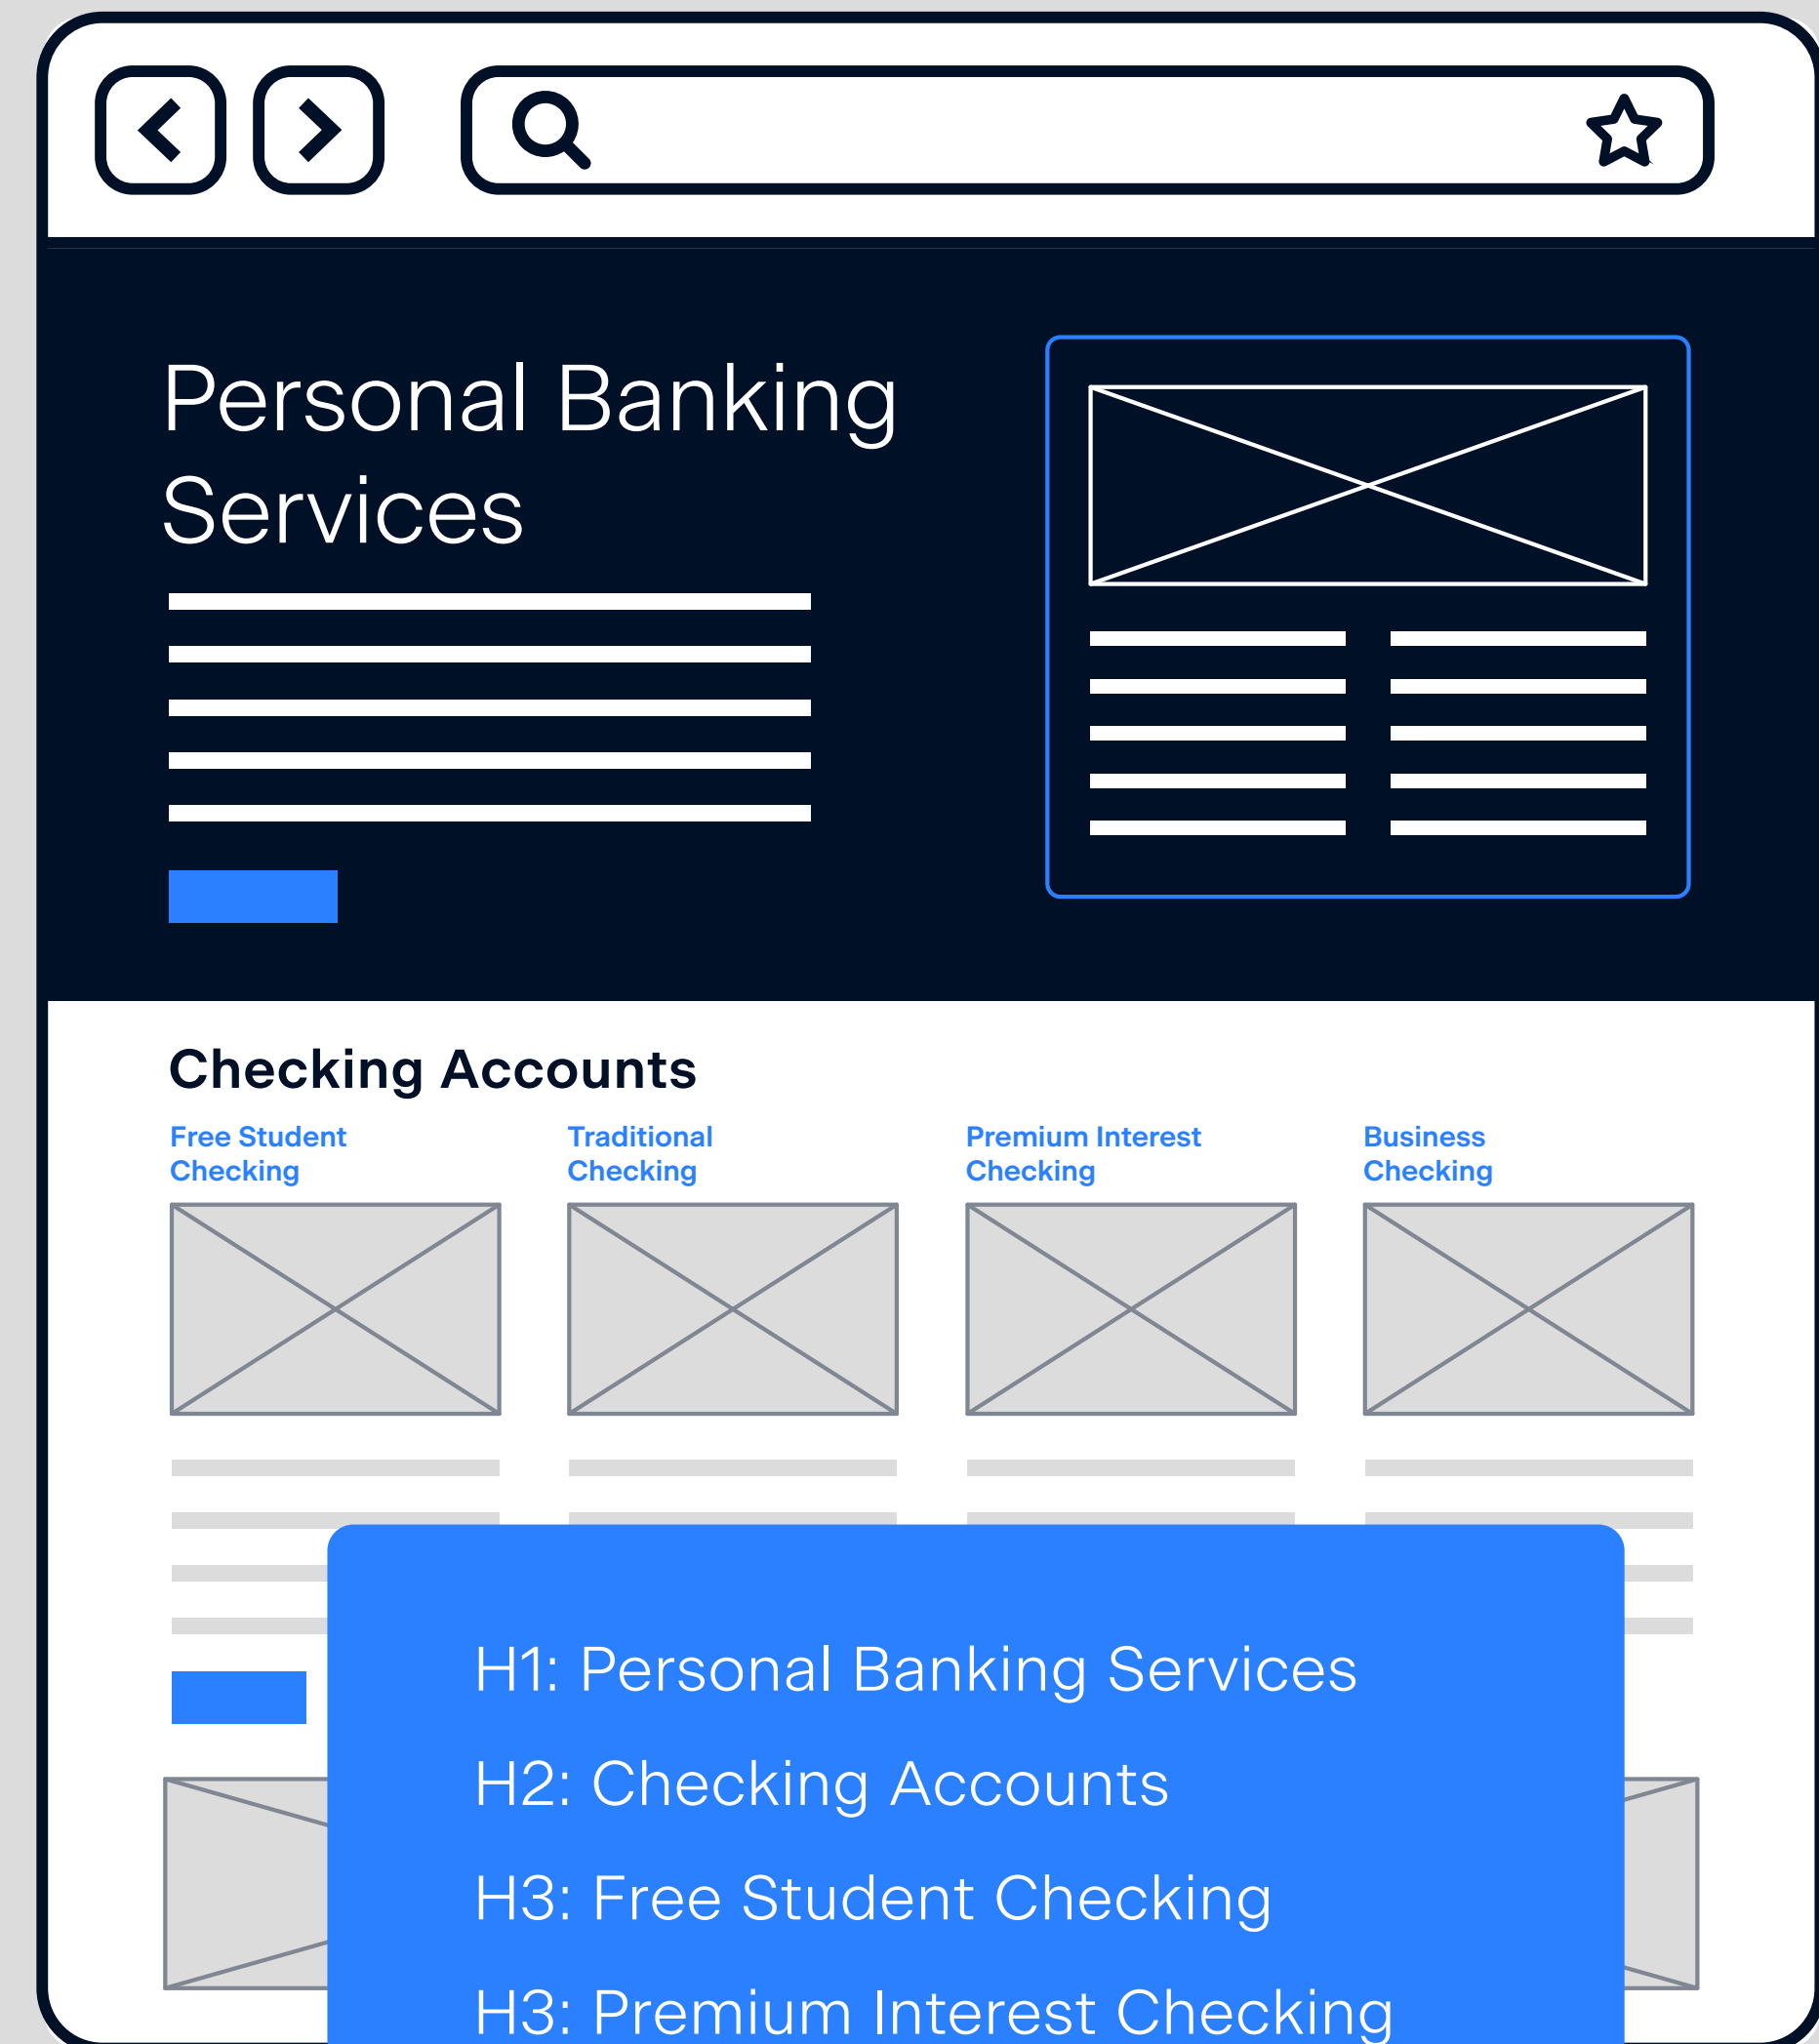 Personal Banking
Services
Checking Accounts
Free Student
Checking
Traditional
Checking
Premium Interest
Checking
Business
Checking
H1: Personal Banking Services
H2: Checking Accounts
H3: Free Student Checking
H3: Premium Interest Checking